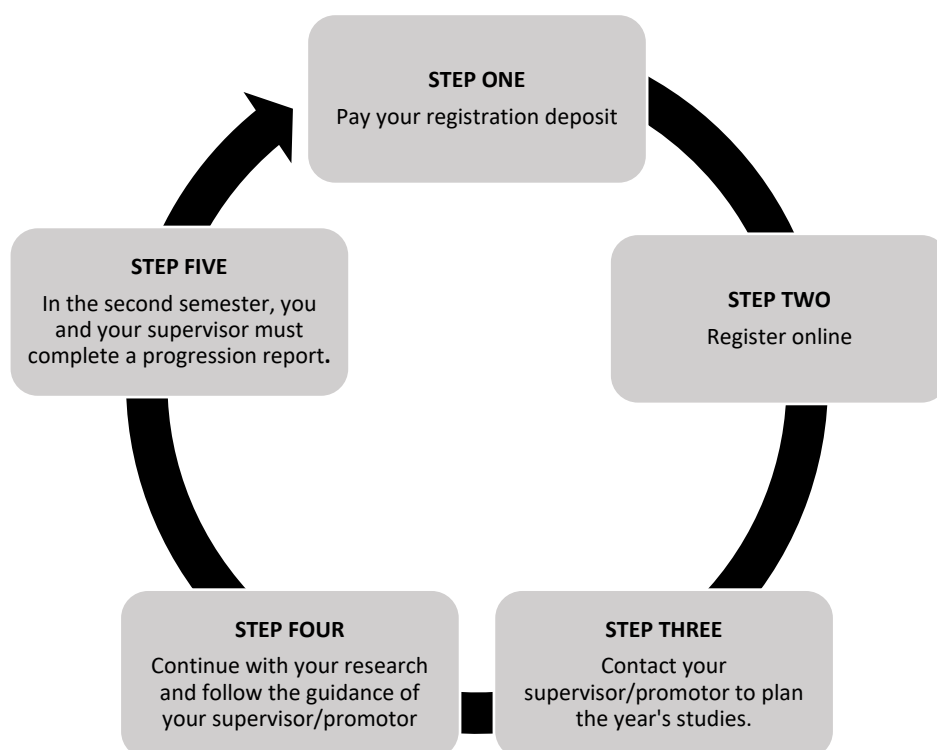 STEP ONE
Pay your registration deposit
STEP TWO
Register online
STEP THREE
Contact your
supervisor/promotor to plan
the year's studies.
STEP FOUR
Continue with your research
and follow the guidance of
your supervisor/promotor
STEP FIVE
In the second semester, you
and your supervisor must
complete a progression report.